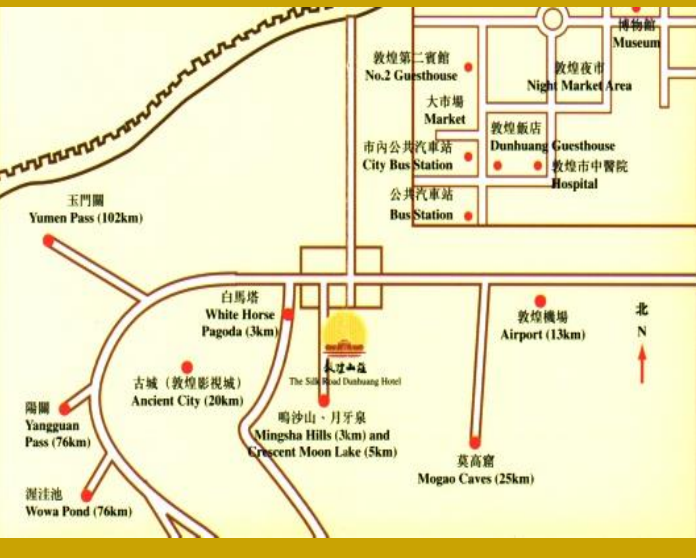 博物館
Museum
敦煌第二賓館
No.2 Guesthouse
敦煌夜市
Night Market Area
大市場
Market
敦煌飯店
Dunhuang Guesthouse
市內公共汽車站
City Bus Station
敦煌市中醫院
Hospital
公共汽車站
Bus Station
玉門關
Yumen Pass (102km)
白馬塔
White Horse
Pagoda (3km)
敦煌山莊
The Silk Road Dunhuang Hotel
敦煌機場
Airport (13km)
北
N
古城（敦煌影視城）
Ancient City (20km)
陽關
Yangguan
Pass (76km)
鳴沙山、月牙泉
Mingsha Hills (3km) and
Crescent Moon Lake (5km)
莫高窟
Mogao Caves (25km)
渥洼池
Wowa Pond (76km)